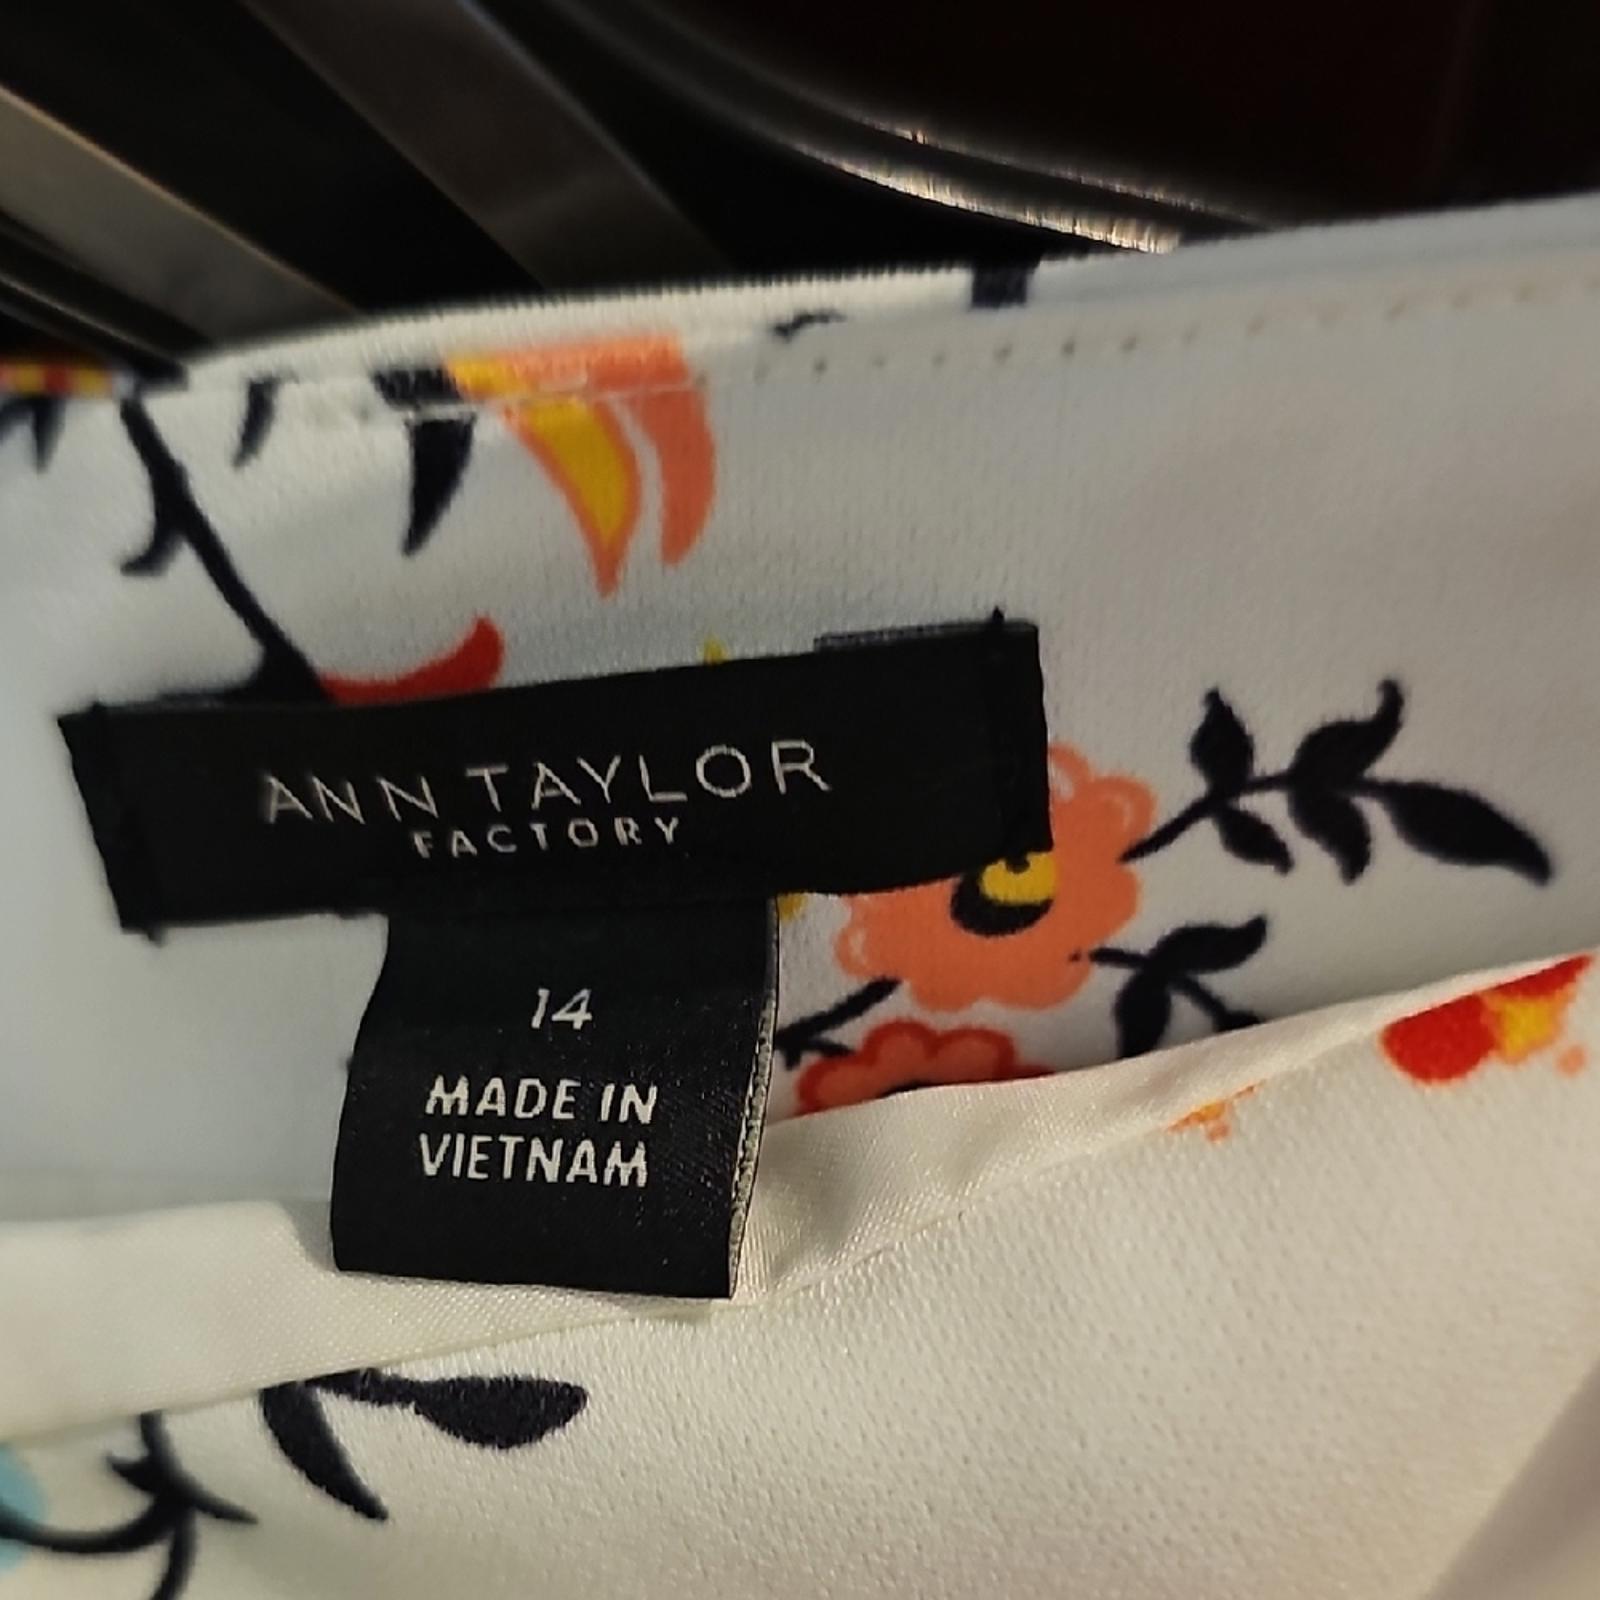 ANN TAYLOR
FACTORY
14
MADE IN
VIETNAM